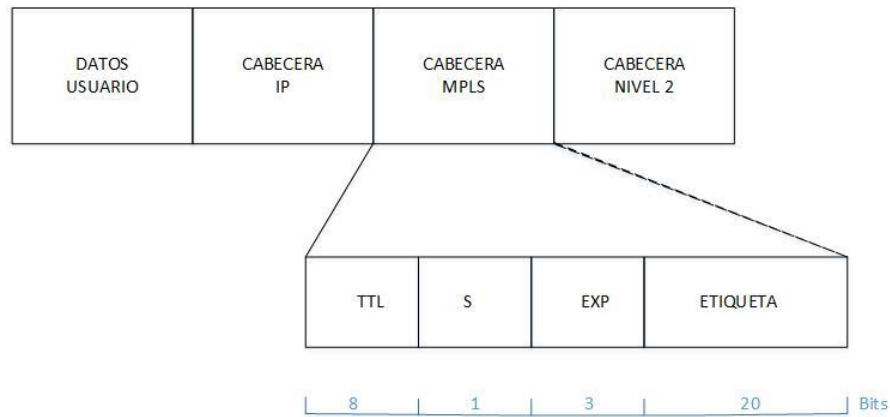 DATOS
USUARIO
CABECERA
IP
CABECERA
MPLS
CABECERA
NIVEL 2
TTL
S
EXP
ETIQUETA
8
1
3
20
Bits